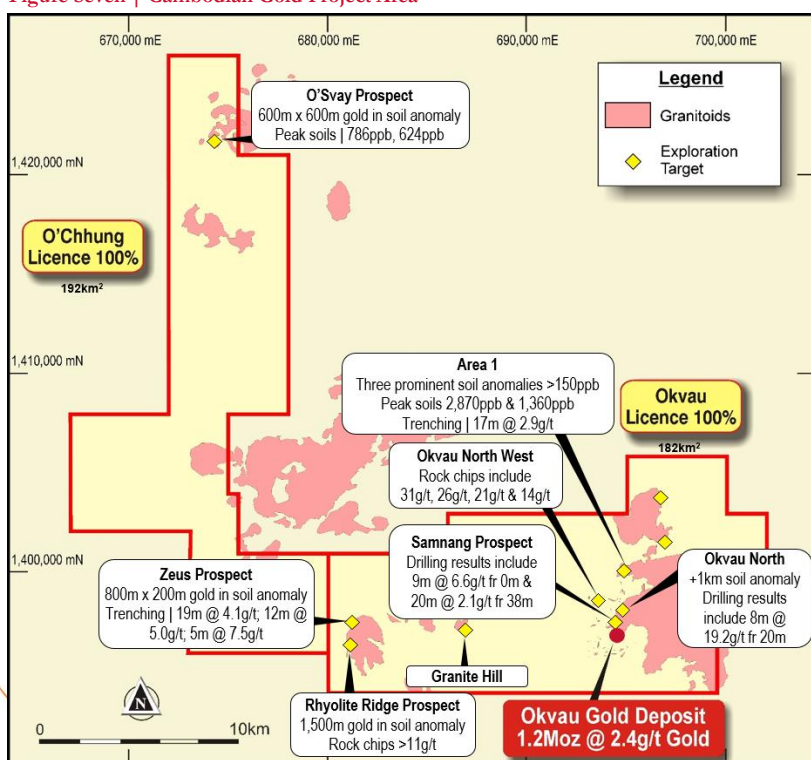 Figure Seven | Cambodian Gold Project Area
670,000 mE
680,000 mE
690,000 mE
700,000 mE
Legend
Granitoids
Exploration
Target
O'Svay Prospect
600m x 600m gold in soil anomaly
Peak soils | 786ppb, 624ppb
1,420,000 mN
O'Chhung
Licence 100%
192km²
1,410,000 mN
Area 1
Three prominent soil anomalies >150ppb
Peak soils 2,870ppb & 1,360ppb
Trenching | 17m @ 2.9g/t
Okvau
Licence 100%
182km²
Okvau North West
Rock chips include
31g/t, 26g/t, 21g/t & 14g/t
1,400,000 mN
Samnang Prospect
Drilling results include
9m @ 6.6g/t fr 0m &
20m @ 2.1g/t fr 38m
Okvau North
+1km soil anomaly
Drilling results
include 8m @
19.2g/t fr 20m
Zeus Prospect
800m x 200m gold in soil anomaly
Trenching | 19m @ 4.1g/t; 12m @
5.0g/t; 5m @ 7.5g/t
Granite Hill
Rhyolite Ridge Prospect
1,500m gold in soil anomaly
Rock chips >11g/t
Okvau Gold Deposit
1.2Moz @ 2.4g/t Gold
N
0
10km